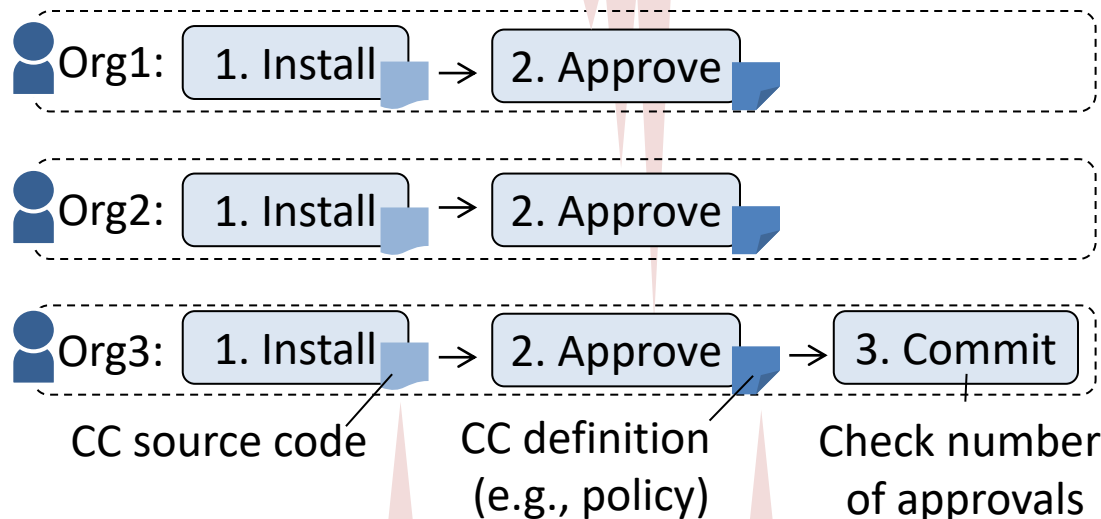 Org1: 1. Install 2. Approve
Org2: 1. Install 2. Approve
Org3: 1. Install 2. Approve 3. Commit
CC source code
CC definition
(e.g., policy)
Check number
of approvals